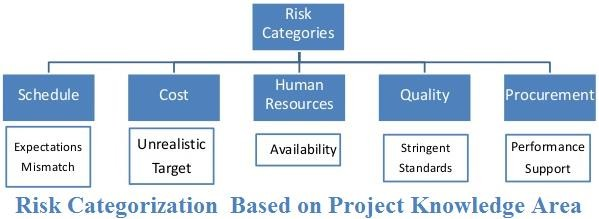 Risk
Categories
Schedule
Cost
Human
Resources
Quality
Procurement
Expectations
Mismatch
Unrealistic
Target
Availability
Stringent
Standards
Performance
Support
Risk Categorization Based on Project Knowledge Area